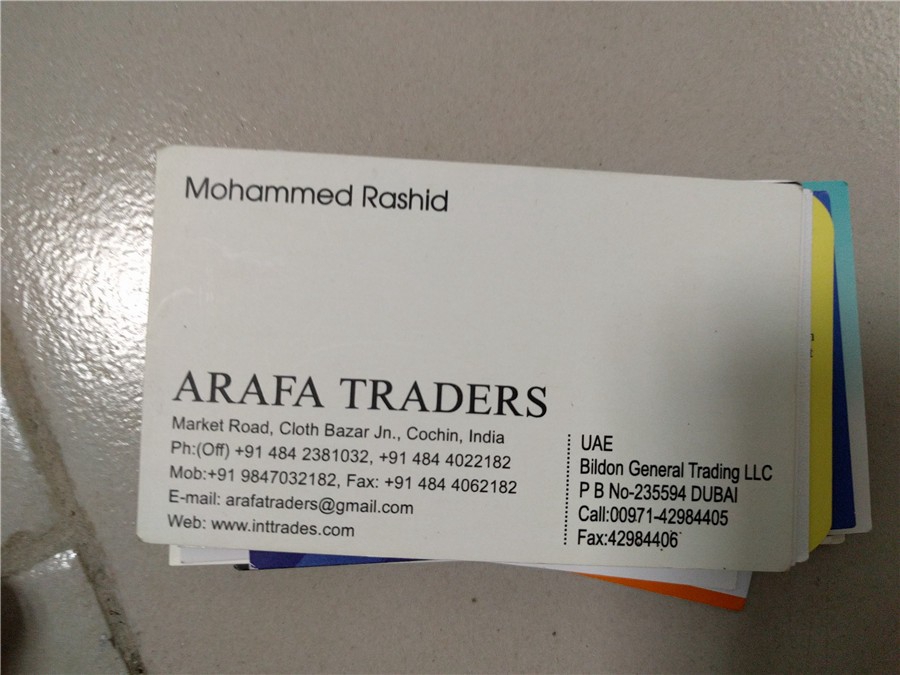 Mohammed Rashid
ARAFA TRADERS
Market Road, Cloth Bazar Jn., Cochin, India
Ph:(Off) +91 484 2381032, +91 484 4022182
Mob:+91 9847032182, Fax: +91 484 4062182
E-mail: arafatraders@gmail.com
Web: www.inttrades.com
UAE
Bildon General Trading LLC
P B No-235594 DUBAI
Call:00971-42984405
Fax:42984406